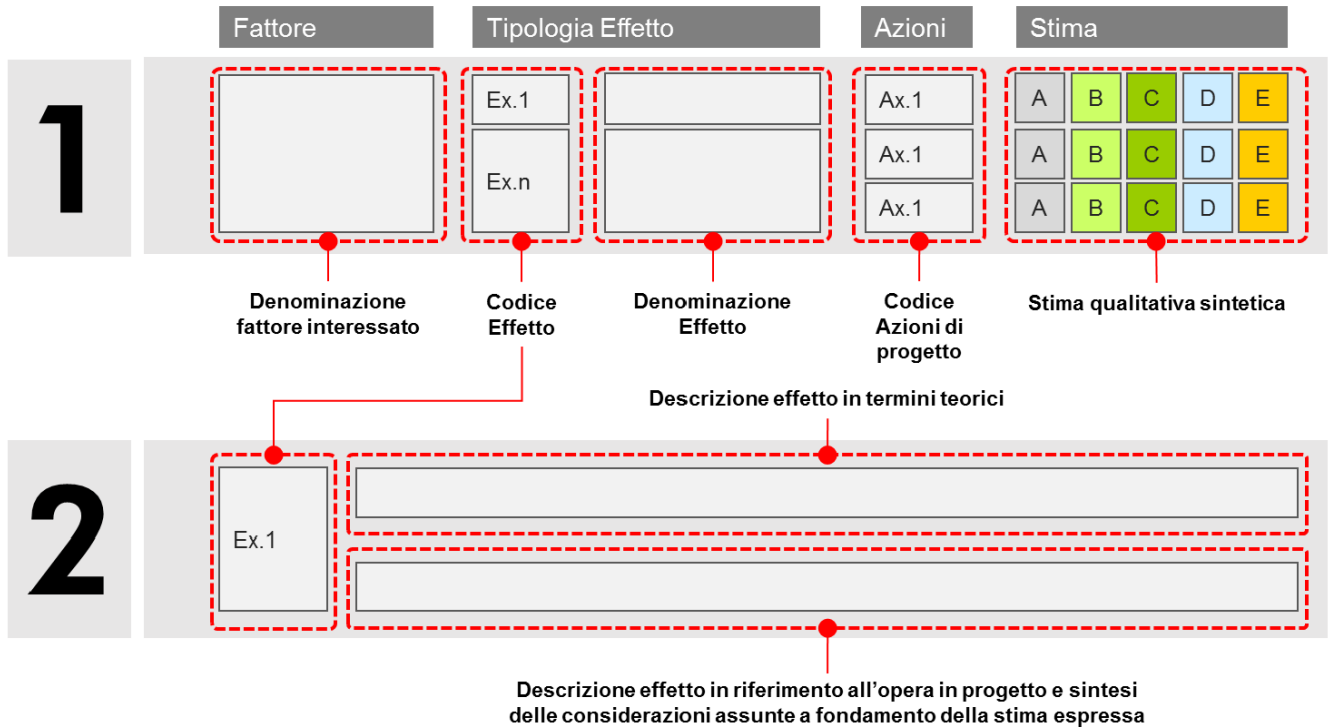 Fattore
Tipologia Effetto
Azioni
Stima
1
Ex.1
Ax.1
A B C D E
Ex.n
Ax.1
A B C D E
Ax.1
A B C D E
Denominazione
fattore interessato
Codice
Effetto
Denominazione
Effetto
Codice
Azioni di
progetto
Stima qualitativa sintetica
Descrizione effetto in termini teorici
2
Ex.1
Descrizione effetto in riferimento all'opera in progetto e sintesi
delle considerazioni assunte a fondamento della stima espressa